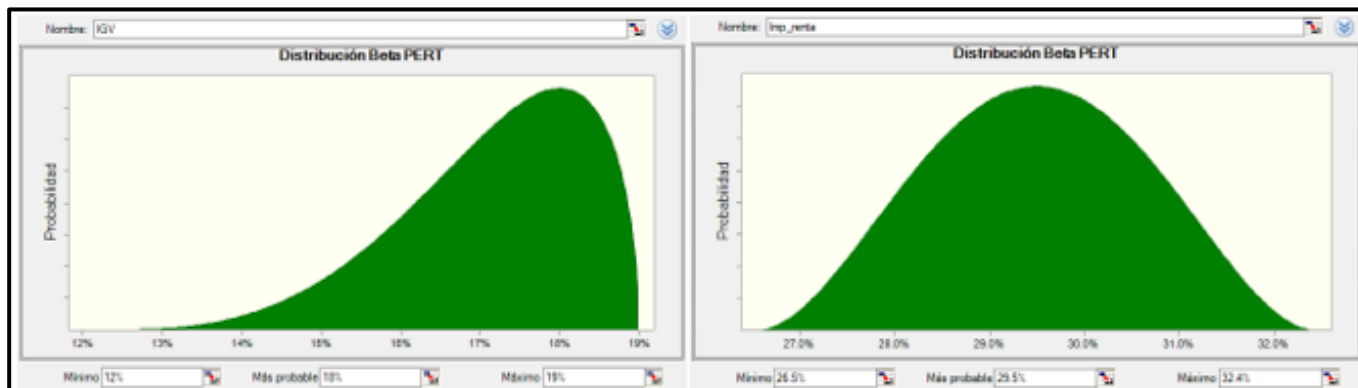 Nombre: IGV
Distribución Beta PERT
Probabilidad
12% 13% 14% 15% 16% 17% 18% 19%
Mínimo 12% Más probable 18% Máximo 19%
Nombre: Imp_renta
Distribución Beta PERT
Probabilidad
27.0% 28.0% 29.0% 30.0% 31.0% 32.0%
Mínimo 26.5% Más probable 29.5% Máximo 32.4%